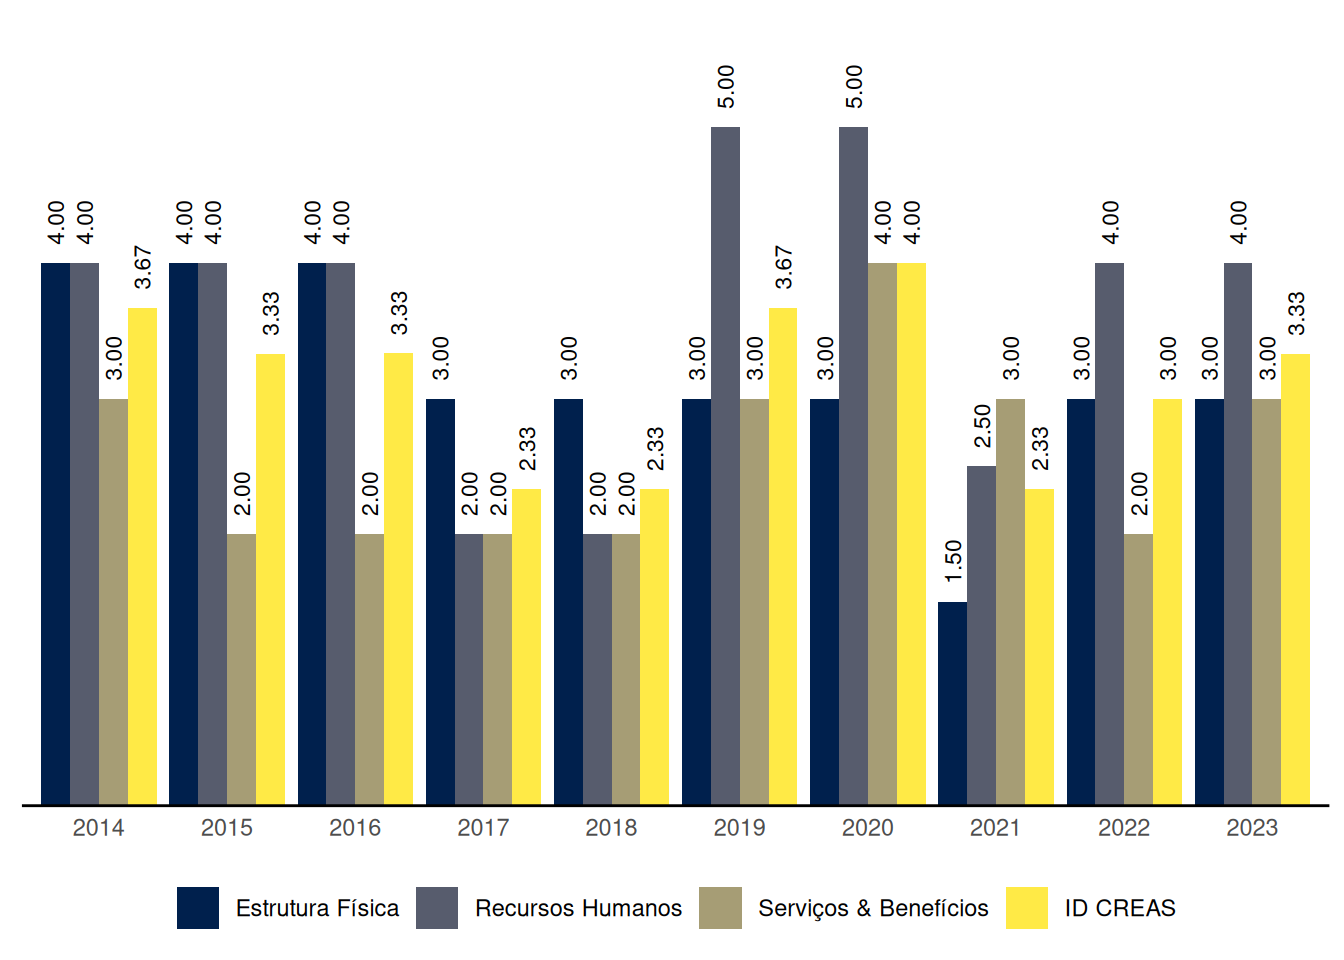 4.00 4.00 3.00 3.67
4.00 4.00 2.00 3.33
4.00 4.00 2.00 3.33
3.00 2.00 2.00 2.33
3.00 2.00 2.00 2.33
3.00 5.00 3.00 3.67
3.00 5.00 4.00 4.00
1.50 2.50 3.00 2.33
3.00 4.00 2.00 3.00
3.00 4.00 3.00 3.33
2014 2015 2016 2017 2018 2019 2020 2021 2022 2023
Estrutura Física Recursos Humanos Serviços & Benefícios ID CREAS